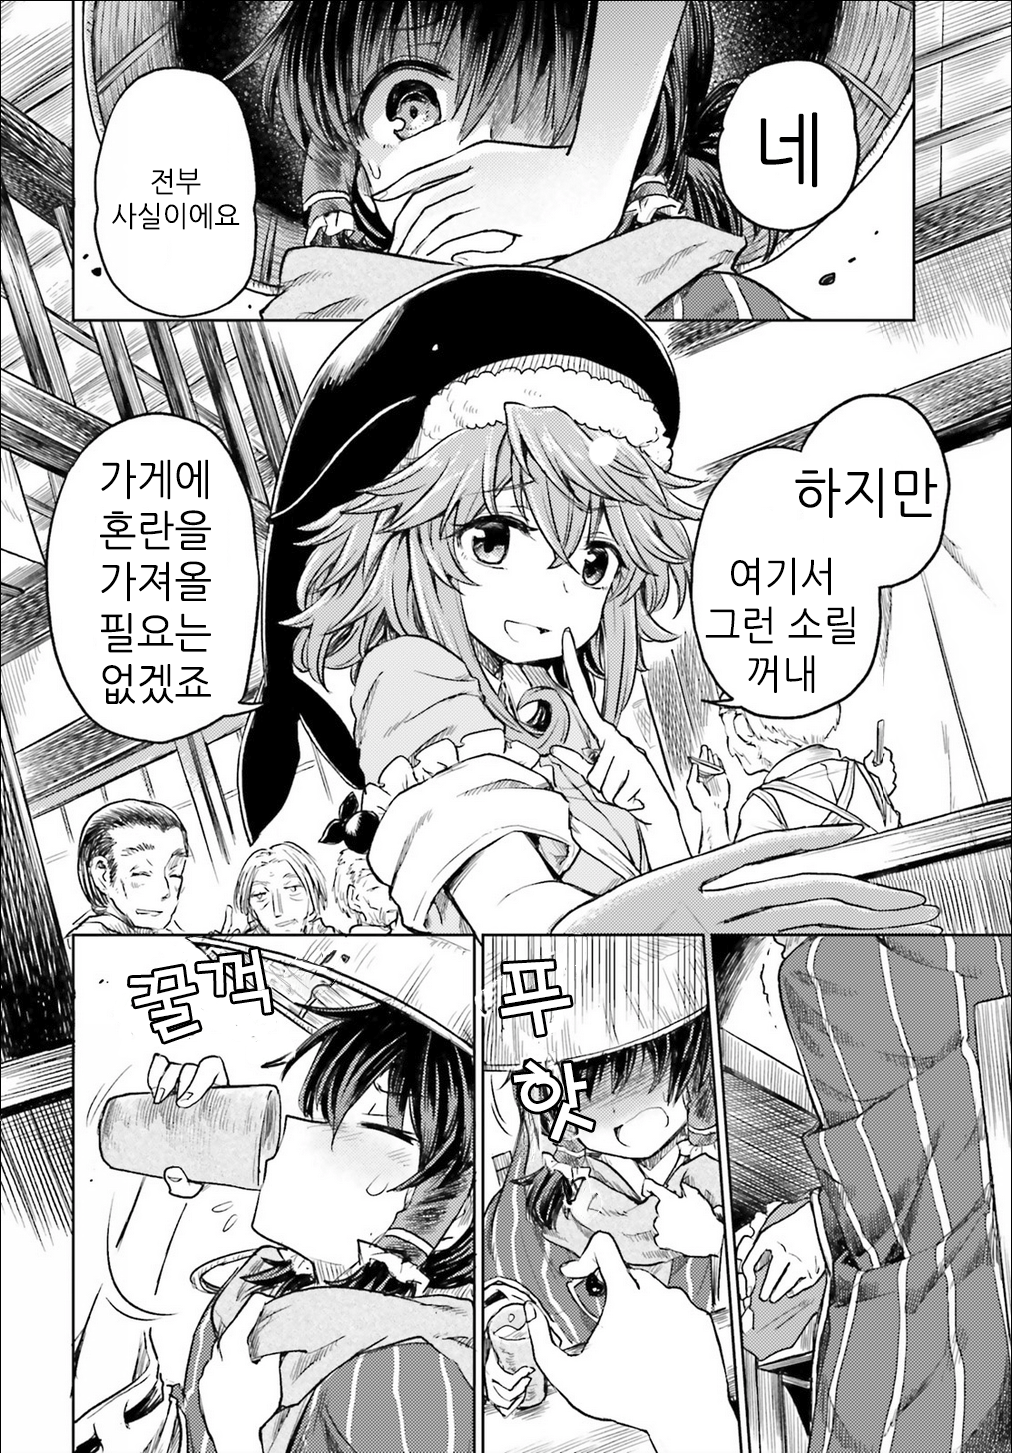 네
전부
사실이에요
하지만
여기서
그런 소릴
꺼내
가게에
혼란을
가져올
필요는
없겠죠
푸
핫
꿀꺽